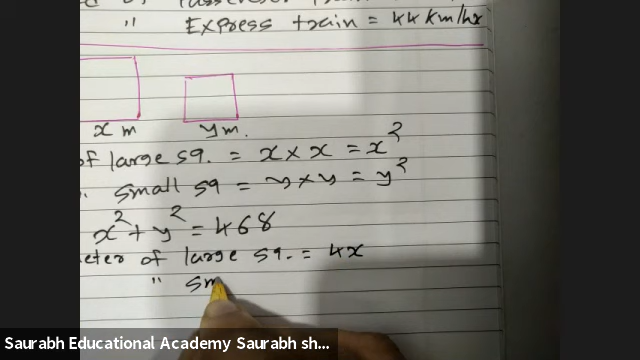 Express train = 44 km/hr
x m
y m.
of large sq. = x × x = x²
" small sq = y × y = y²
x² + y² = 468
eter of large sq. = 4x
" sm
Saurabh Educational Academy Saurabh sh...